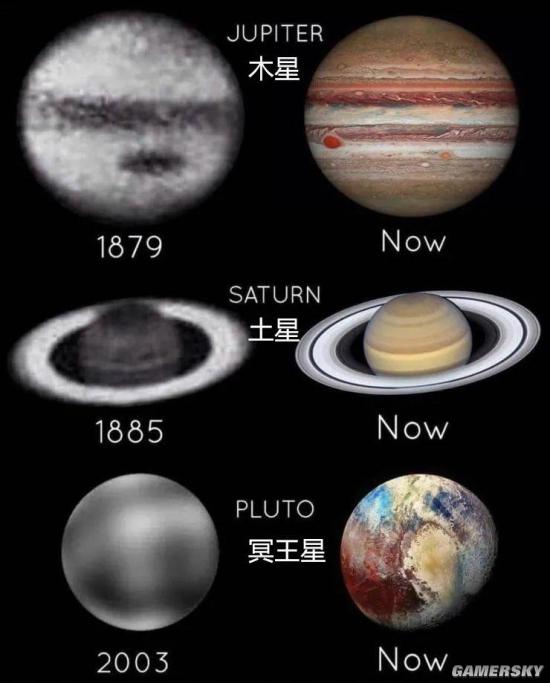 JUPITER
木星
1879
Now
SATURN
土星
1885
Now
PLUTO
冥王星
2003
Now
GAMERSKY